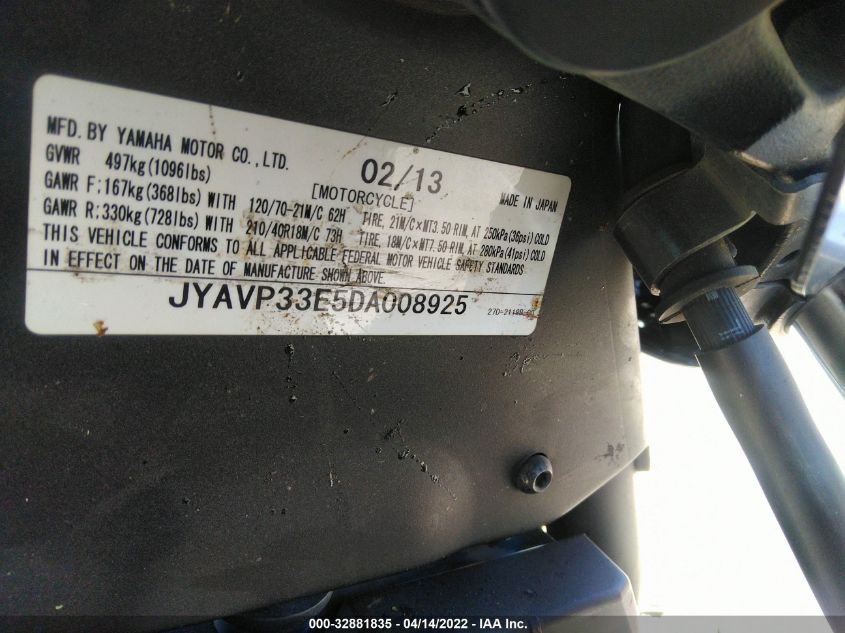 MFD. BY YAMAHA MOTOR CO., LTD. 02/13 MADE IN JAPAN
GVWR 497kg (1096lbs) [MOTORCYCLE]
GAWR F; 167kg (368lbs) WITH 120/70-21M/C 62H TIRE, 21M/C×MT3.50 RIM, AT 250kPa (36psi) COLD
GAWR R; 330kg (728lbs) WITH 210/40R18M/C 73H TIRE, 18M/C×MT7.50 RIM, AT 280kPa (41psi) COLD
THIS VEHICLE CONFORMS TO ALL APPLICABLE FEDERAL MOTOR VEHICLE SAFETY STANDARDS
IN EFFECT ON THE DATE OF MANUFACTURE SHOWN ABOVE.
JYAVP33E5DA008925
000-32881835 - 04/14/2022 - IAA Inc.